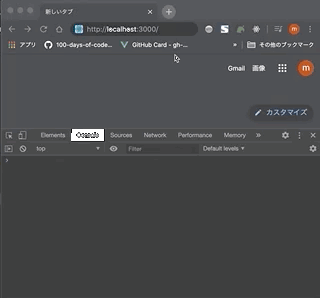 新しいタブ
http://localhost:3000/
アプリ 100-days-of-code... GitHub Card - gh-... » その他のブックマーク
Gmail 画像 m
カスタマイズ
Elements Console Sources Network Performance Memory »
top Filter Default levels